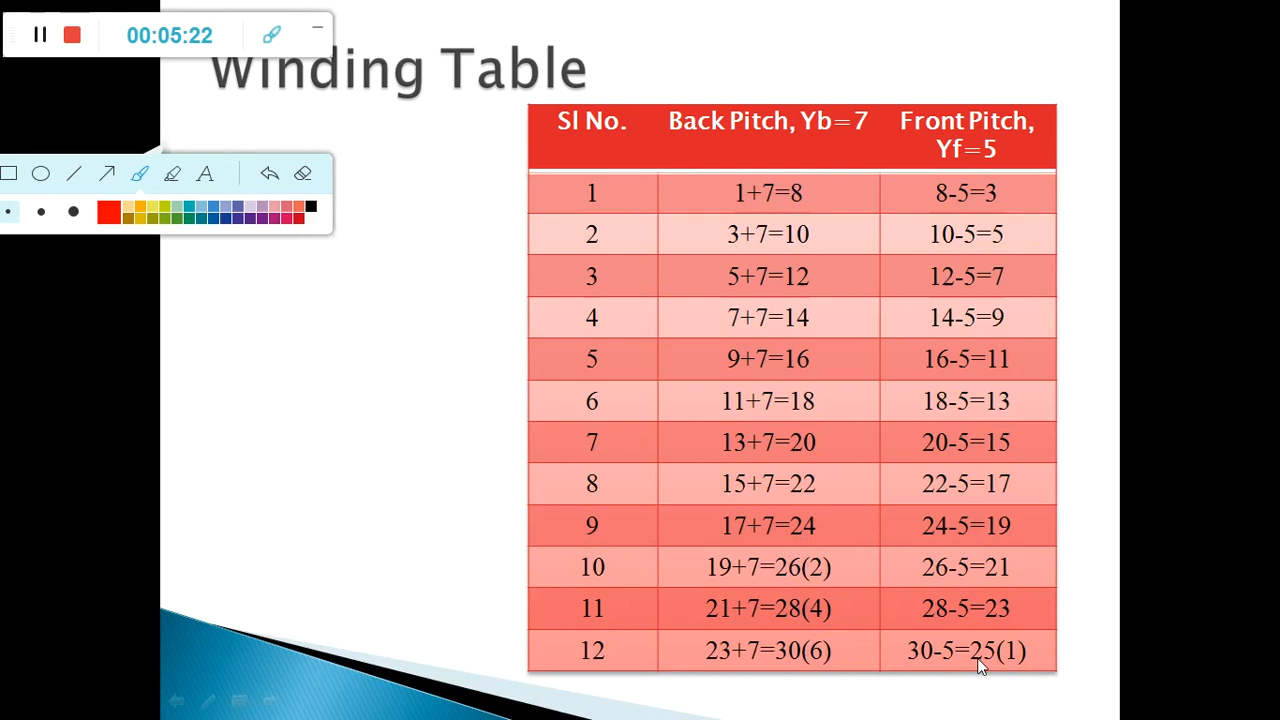 00:05:22
Winding Table
A
Sl No. Back Pitch, Yb=7 Front Pitch,
Yf=5
1 1+7=8 8-5=3
2 3+7=10 10-5=5
3 5+7=12 12-5=7
4 7+7=14 14-5=9
5 9+7=16 16-5=11
6 11+7=18 18-5=13
7 13+7=20 20-5=15
8 15+7=22 22-5=17
9 17+7=24 24-5=19
10 19+7=26(2) 26-5=21
11 21+7=28(4) 28-5=23
12 23+7=30(6) 30-5=25(1)